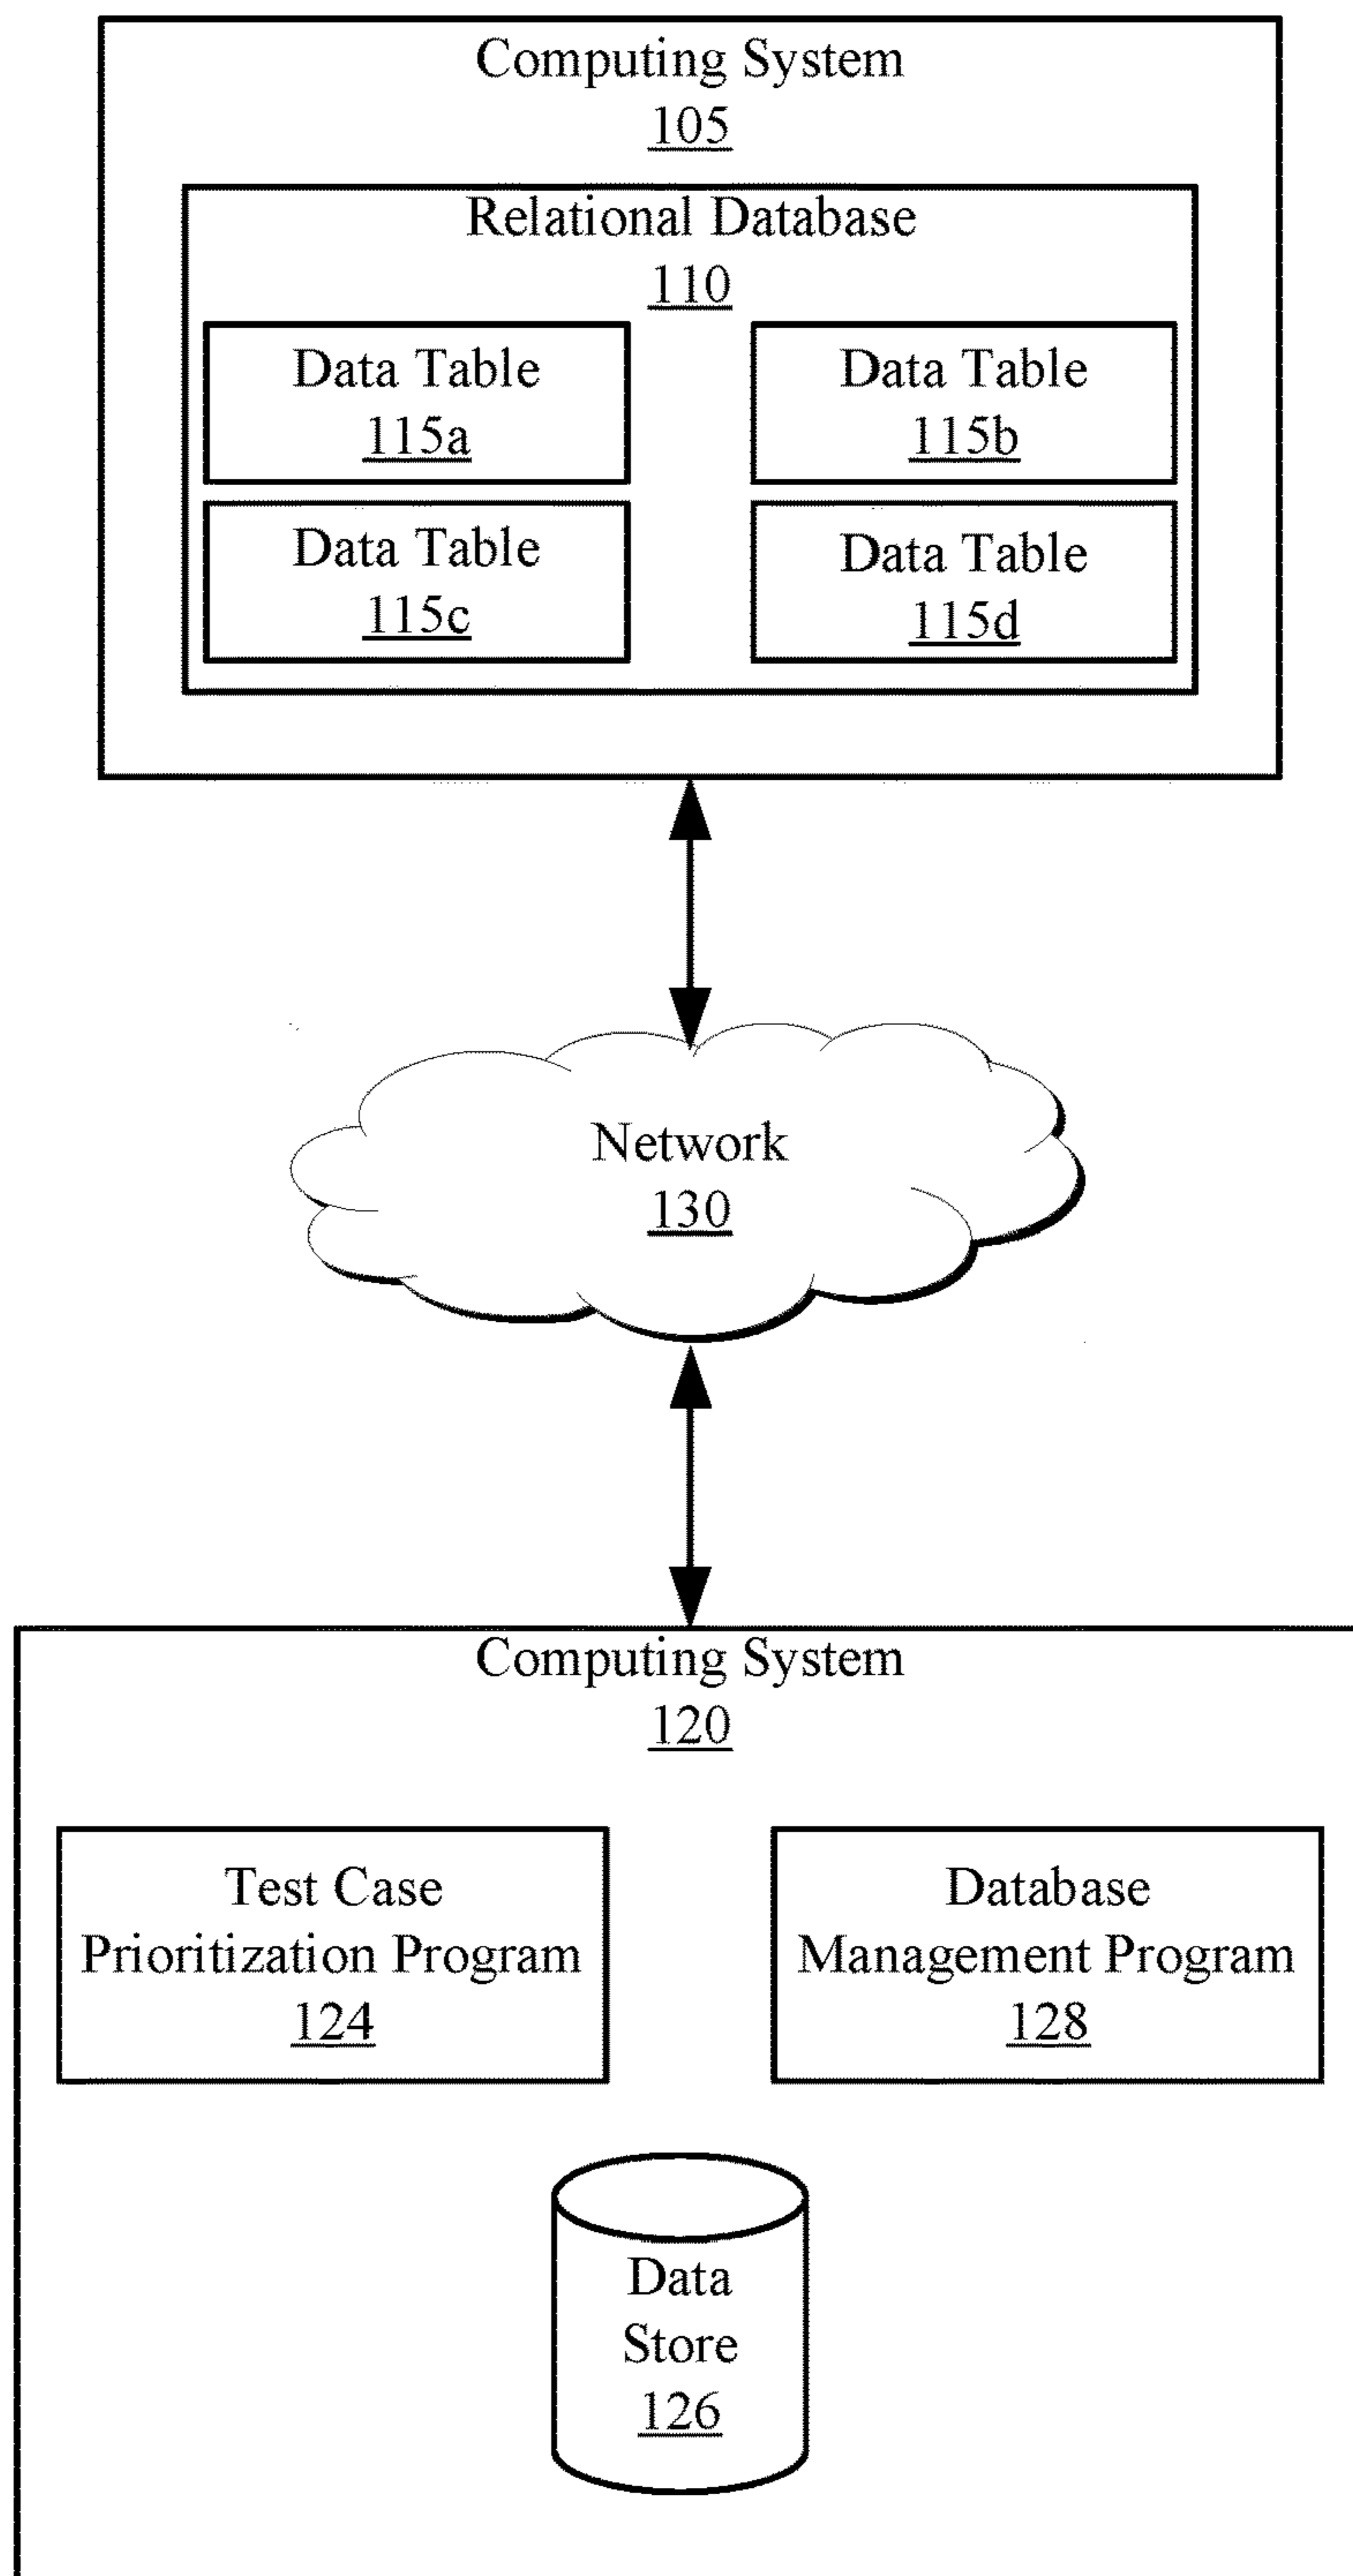 Computing System
105
Relational Database
110
Data Table
115a
Data Table
115b
Data Table
115c
Data Table
115d
Network
130
Computing System
120
Test Case
Prioritization Program
124
Database
Management Program
128
Data
Store
126